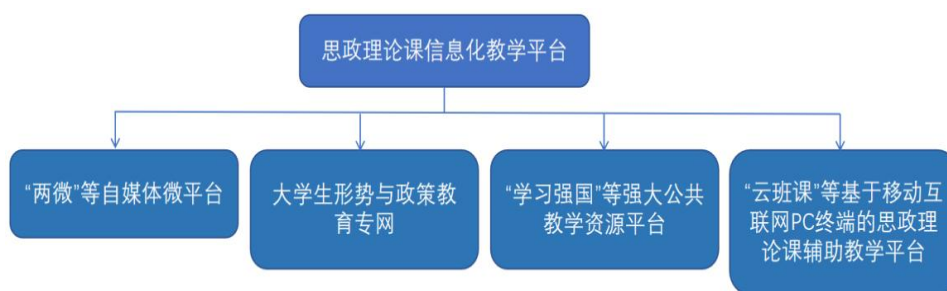 思政理论课信息化教学平台
“两微”等自媒体微平台
大学生形势与政策教
育专网
“学习强国”等强大公共
教学资源平台
“云班课”等基于移动互
联网PC终端的思政理
论课辅助教学平台